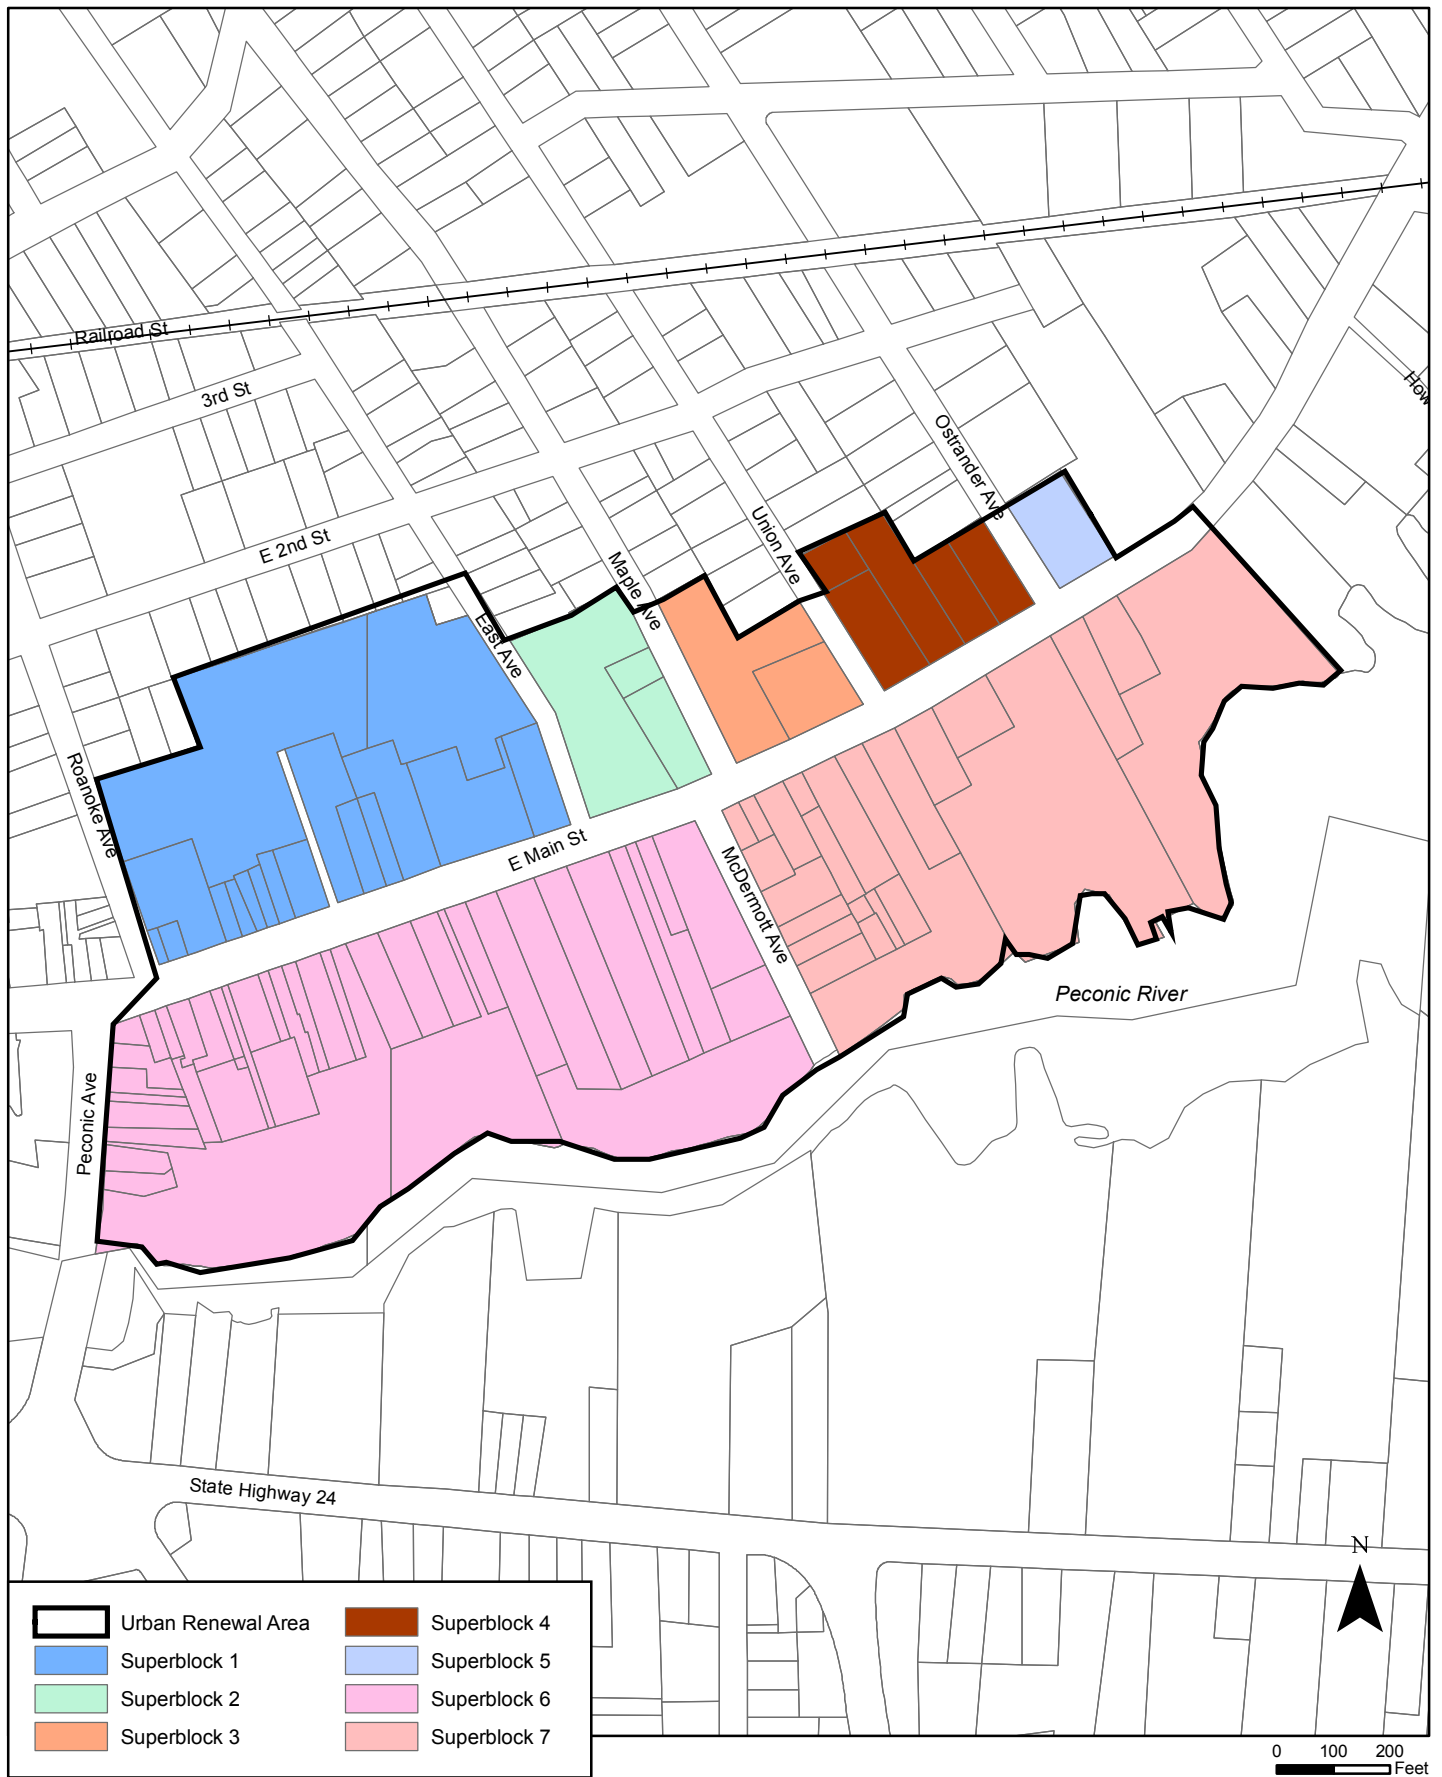 Railroad St
3rd St
How
Ostrander Ave
E 2nd St
Union Ave
Maple Ave
East Ave
Roanoke Ave
E Main St
McDermott Ave
Peconic River
Peconic Ave
State Highway 24
N
Urban Renewal Area
Superblock 1
Superblock 2
Superblock 3
Superblock 4
Superblock 5
Superblock 6
Superblock 7
0 100 200
Feet